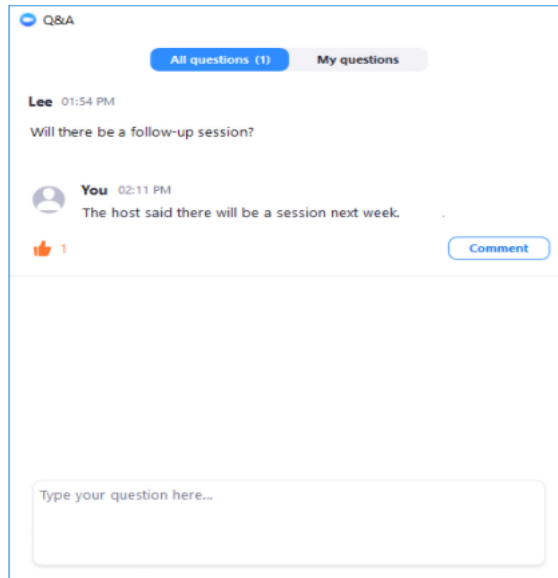 Q&A
All questions (1) My questions
Lee 01:54 PM
Will there be a follow-up session?
You 02:11 PM
The host said there will be a session next week.
1 Comment
Type your question here...